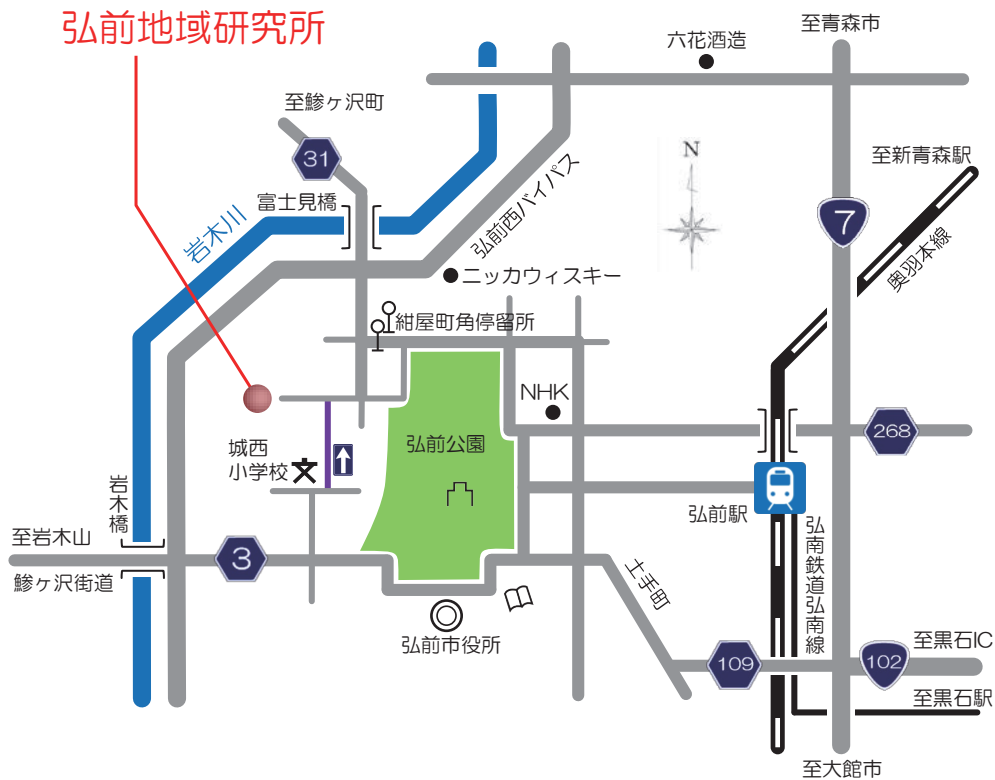 弘前地域研究所
六花酒造
至青森市
至鯵ヶ沢町
31
N
至新青森駅
富士見橋
岩木川
弘前西バイパス
7
奥羽本線
ニッカウィスキー
紺屋町角停留所
NHK
268
城西
小学校
弘前公園
岩木橋
弘前駅
至岩木山
3
鰺ヶ沢街道
土手町
弘南鉄道弘南線
弘前市役所
109
102
至黒石IC
至黒石駅
至大館市